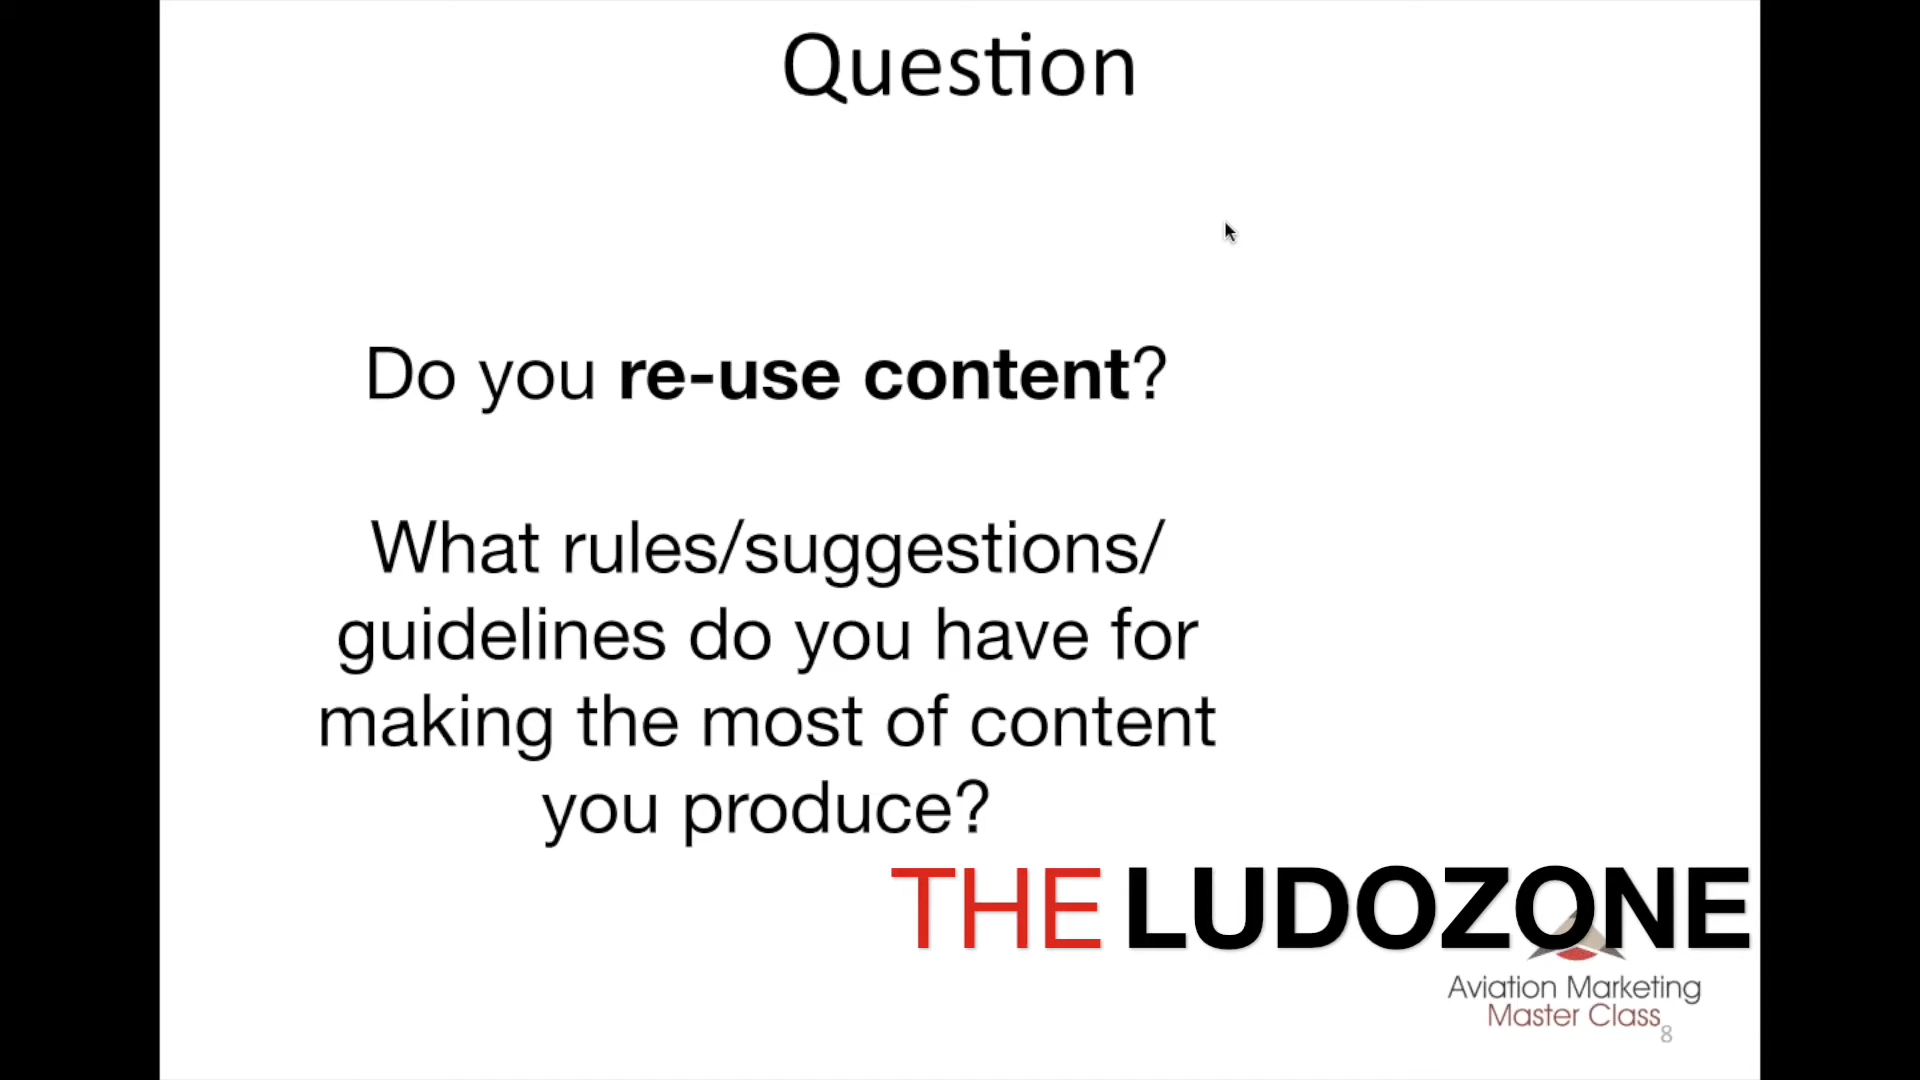 Question
Do you re-use content?
What rules/suggestions/
guidelines do you have for
making the most of content
you produce?
THE LUDOZONE
Aviation Marketing
Master Class
8